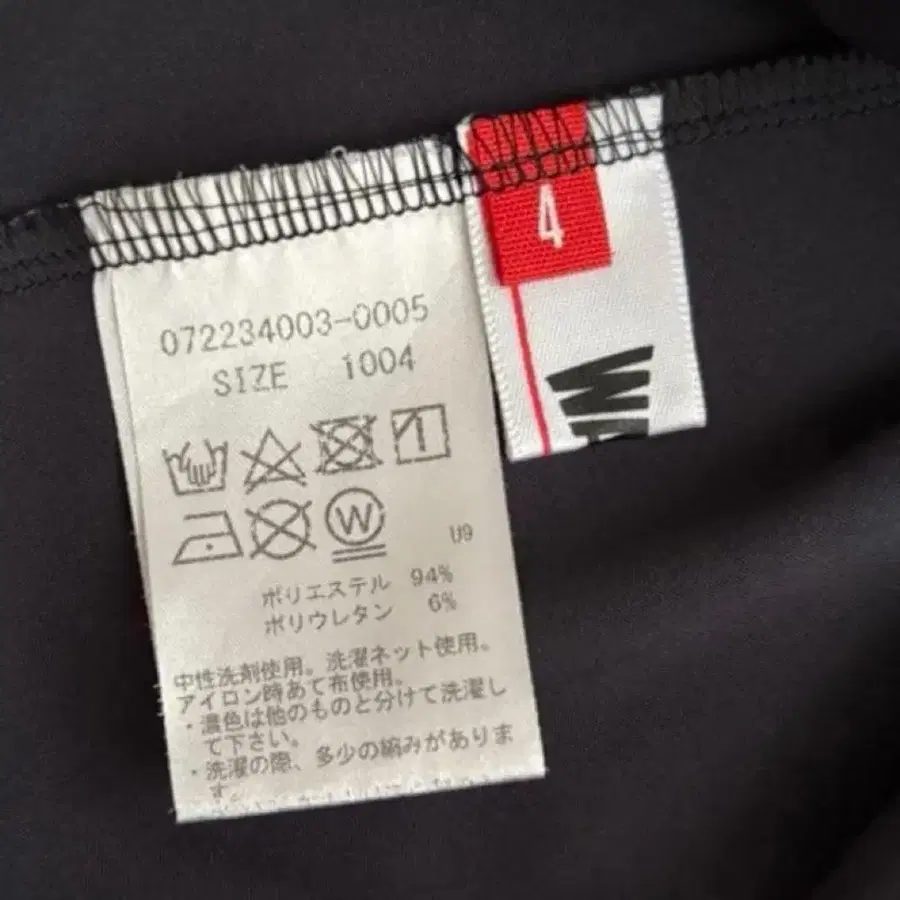 4
072234003-0005
SIZE 1004
W
U9
ポリエステル 94%
ポリウレタン 6%
中性洗剤使用。洗濯ネット使用。
アイロン時あて布使用。
・濃色は他のものと分けて洗濯し
て下さい。
・洗濯の際、多少の縮みがありま
す。